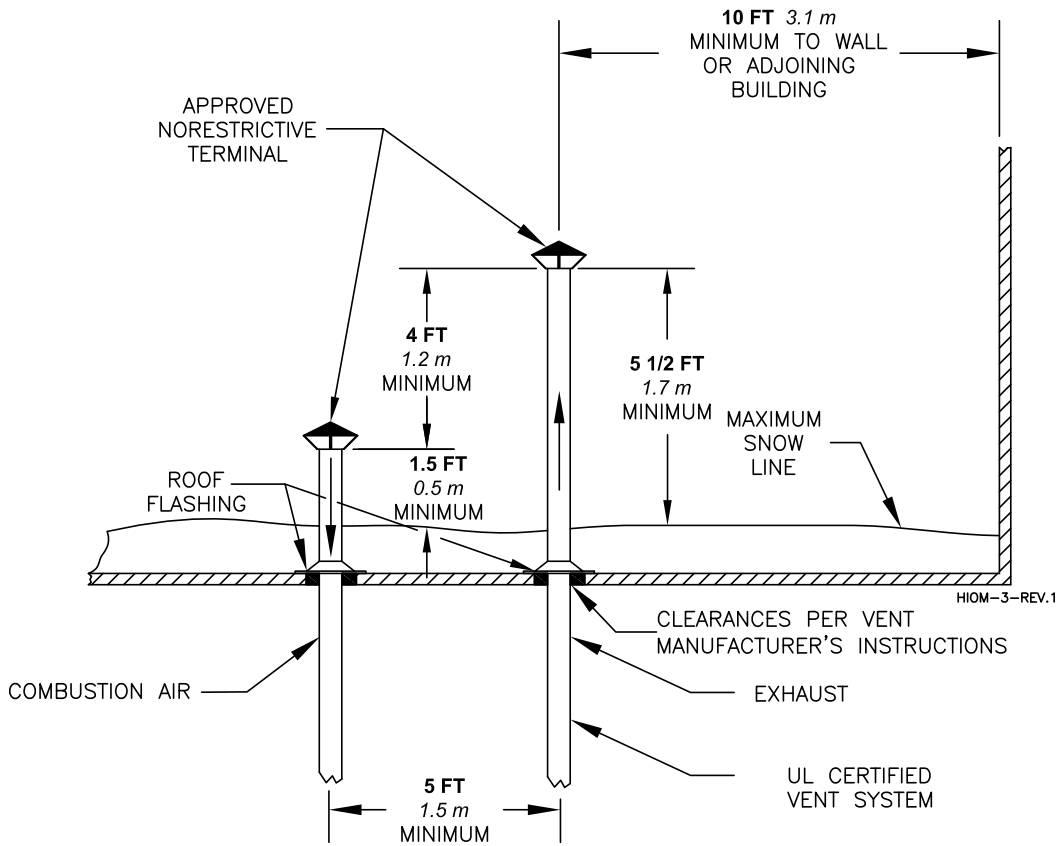 10 FT 3.1 m
MINIMUM TO WALL
OR ADJOINING
BUILDING
APPROVED
NORESTRICTIVE
TERMINAL
4 FT
1.2 m
MINIMUM
5 1/2 FT
1.7 m
MINIMUM
MAXIMUM
SNOW
LINE
1.5 FT
0.5 m
MINIMUM
ROOF
FLASHING
HIOM-3-REV.1
CLEARANCES PER VENT
MANUFACTURER'S INSTRUCTIONS
COMBUSTION AIR
EXHAUST
UL CERTIFIED
VENT SYSTEM
5 FT
1.5 m
MINIMUM